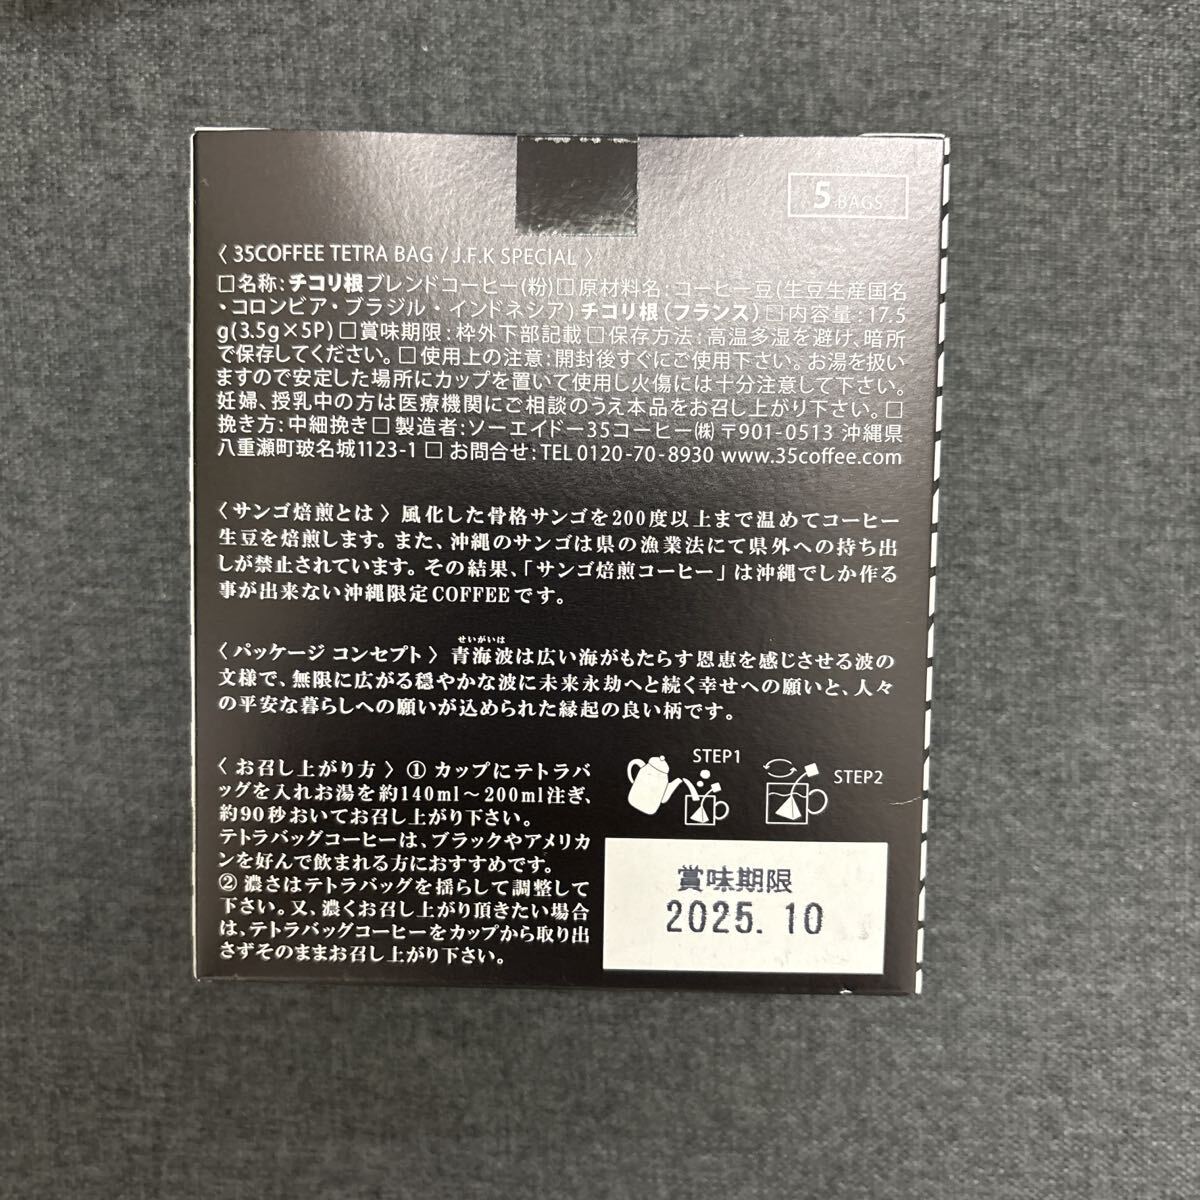 5 BAGS
〈 35COFFEE TETRA BAG / J.F.K SPECIAL 〉
□名称：チコリ根ブレンドコーヒー(粉)□原材料名：コーヒー豆(生豆生産国名
・コロンビア・ブラジル・インドネシア) チコリ根（フランス）□内容量：17.5
g(3.5g×5P) □賞味期限：枠外下部記載 □保存方法：高温多湿を避け、暗所
で保存してください。□使用上の注意：開封後すぐにご使用下さい。お湯を扱い
ますので安定した場所にカップを置いて使用し火傷には十分注意して下さい。
妊婦、授乳中の方は医療機関にご相談のうえ本品をお召し上がり下さい。□
挽き方：中細挽き □製造者：ソーエイドー35コーヒー㈱ 〒901-0513 沖縄県
八重瀬町玻名城1123-1 □ お問合せ：TEL 0120-70-8930 www.35coffee.com
〈 サンゴ焙煎とは 〉 風化した骨格サンゴを200度以上まで温めてコーヒー
生豆を焙煎します。また、沖縄のサンゴは県の漁業法にて県外への持ち出
しが禁止されています。その結果、「サンゴ焙煎コーヒー」は沖縄でしか作る
事が出来ない沖縄限定COFFEEです。
せいがいは
〈 パッケージ コンセプト 〉 青海波は広い海がもたらす恩恵を感じさせる波の
文様で、無限に広がる穏やかな波に未来永劫へと続く幸せへの願いと、人々
の平安な暮らしへの願いが込められた縁起の良い柄です。
〈 お召し上がり方 〉 ① カップにテトラバ
ッグを入れお湯を約140ml～200ml注ぎ、
約90秒おいてお召し上がり下さい。
テトラバッグコーヒーは、ブラックやアメリカ
ンを好んで飲まれる方におすすめです。
② 濃さはテトラバッグを揺らして調整して
下さい。又、濃くお召し上がり頂きたい場合
は、テトラバッグコーヒーをカップから取り出
さずそのままお召し上がり下さい。
STEP1
STEP2
賞味期限
2025.10